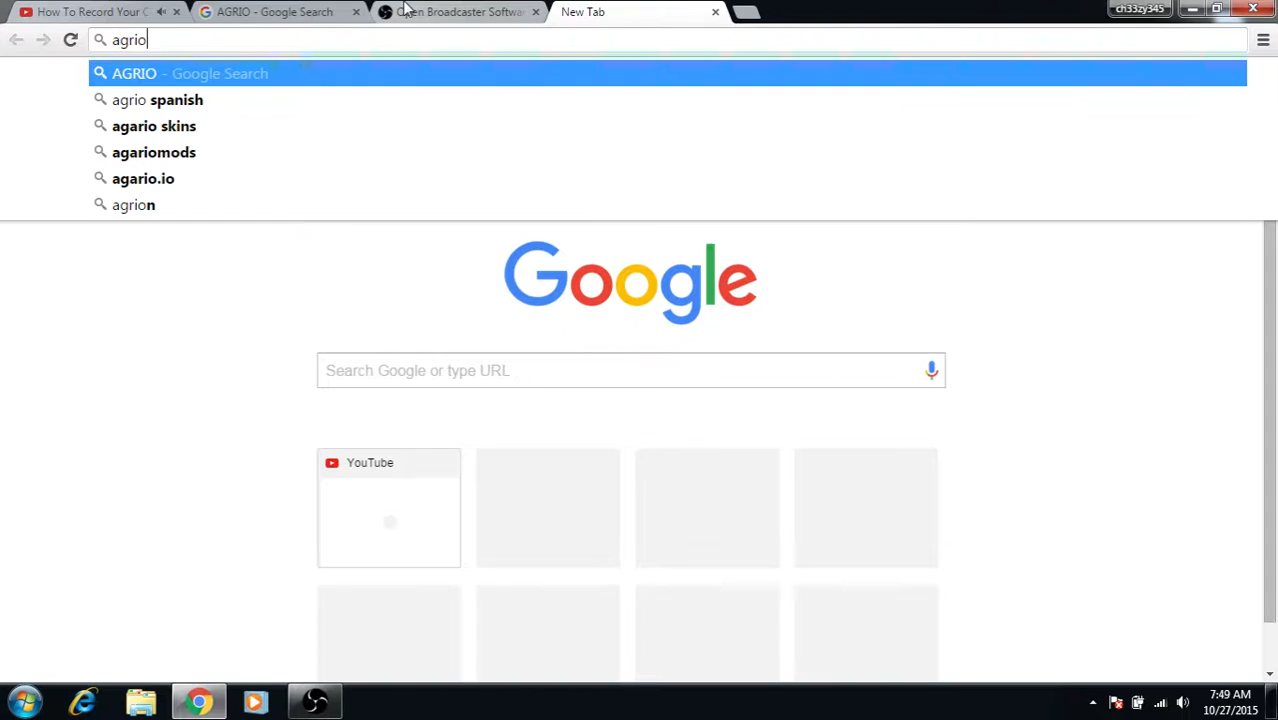 How To Record Your C
AGRIO - Google Search
Open Broadcaster Softwa
New Tab
ch33zy345
agrio
AGRIO - Google Search
agrio spanish
agario skins
agariomods
agario.io
agrion
Google
Search Google or type URL
YouTube
7:49 AM
10/27/2015